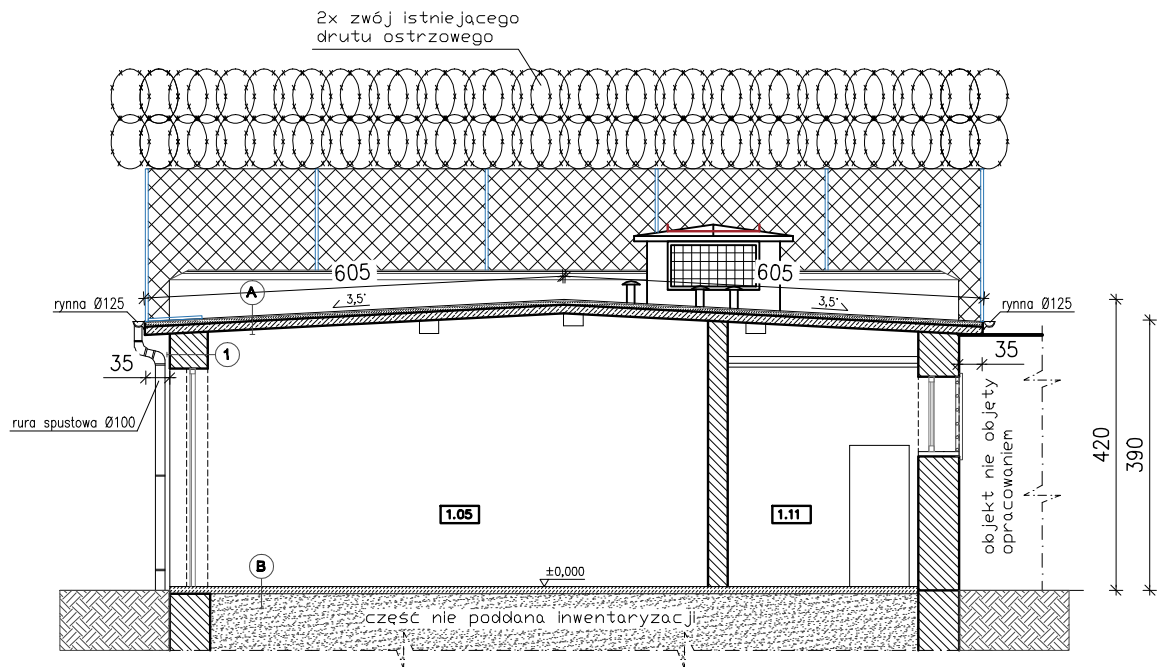 2x zwój istniejącego
drutu ostrzowego
605
605
rynna Ø125
A
3,5°
3,5°
rynna Ø125
1
35
35
rura spustowa Ø100
objekt nie objęty
opracowaniem
420
390
1.05
1.11
B
±0,000
część nie poddana inwentaryzacji